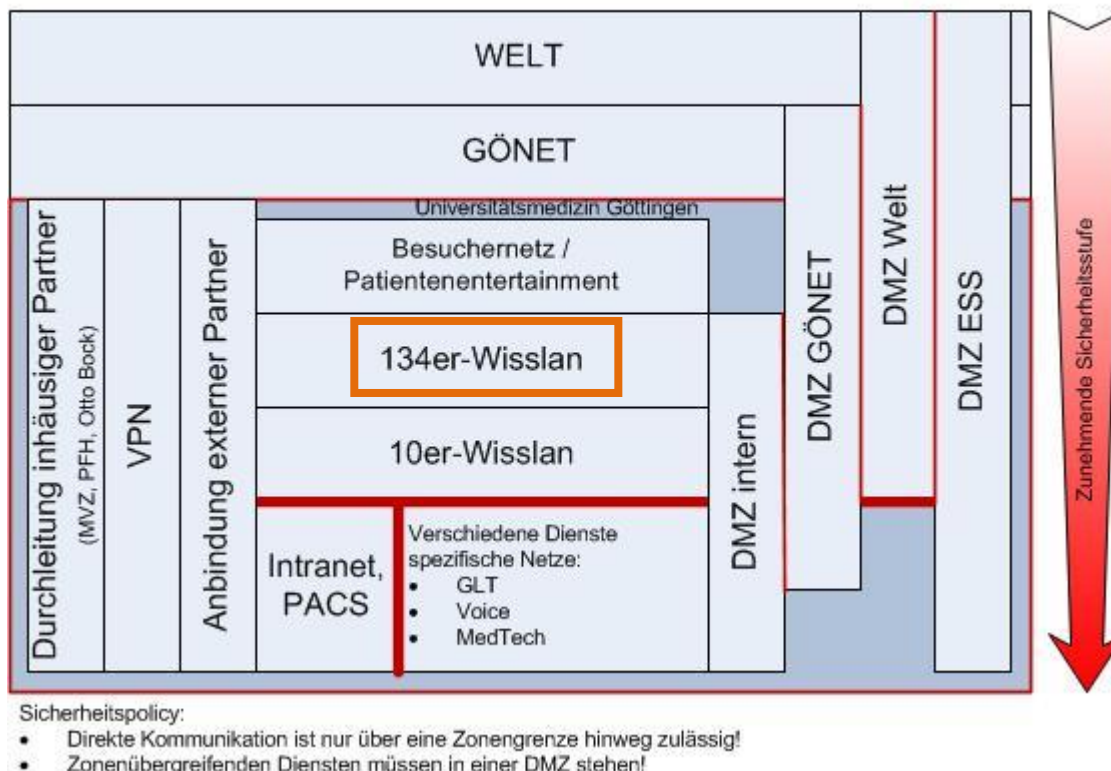 WELT
GÖNET
Universitätsmedizin Göttingen
Durchleitung inhäusiger Partner
(MVZ, PFH, Otto Bock)
VPN
Anbindung externer Partner
Besuchernetz /
Patientenentertainment
134er-Wisslan
10er-Wisslan
Intranet,
PACS
Verschiedene Dienste
spezifische Netze:
• GLT
• Voice
• MedTech
DMZ intern
DMZ GÖNET
DMZ Welt
DMZ ESS
Zunehmende Sicherheitsstufe
Sicherheitspolicy:
• Direkte Kommunikation ist nur über eine Zonengrenze hinweg zulässig!
• Zonenübergreifenden Diensten müssen in einer DMZ stehen!